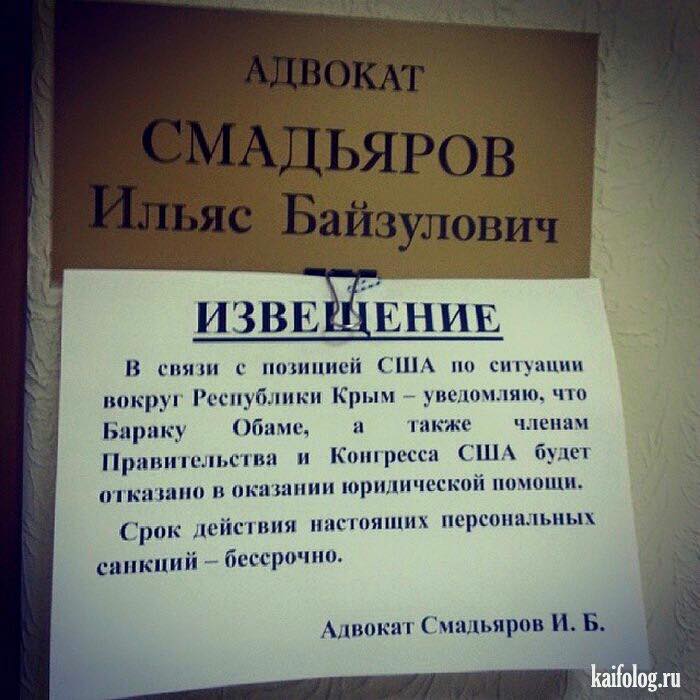 АДВОКАТ
СМАДЬЯРОВ
Ильяс Байзулович
ИЗВЕЩЕНИЕ
В связи с позицией США по ситуации
вокруг Республики Крым – уведомляю, что
Бараку Обаме, а также членам
Правительства и Конгресса США будет
отказано в оказании юридической помощи.
Срок действия настоящих персональных
санкций – бессрочно.
Адвокат Смадьяров И. Б.
kaifolog.ru